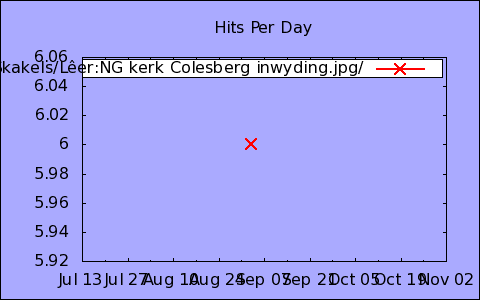 Hits Per Day
6.06
kakels/Lêer:NG kerk Colesberg inwyding.jpg/
6.04
6.02
6
5.98
5.96
5.94
5.92
Jul 13 Jul 27 Aug 10 Aug 24 Sep 07 Sep 21 Oct 05 Oct 19 Nov 02